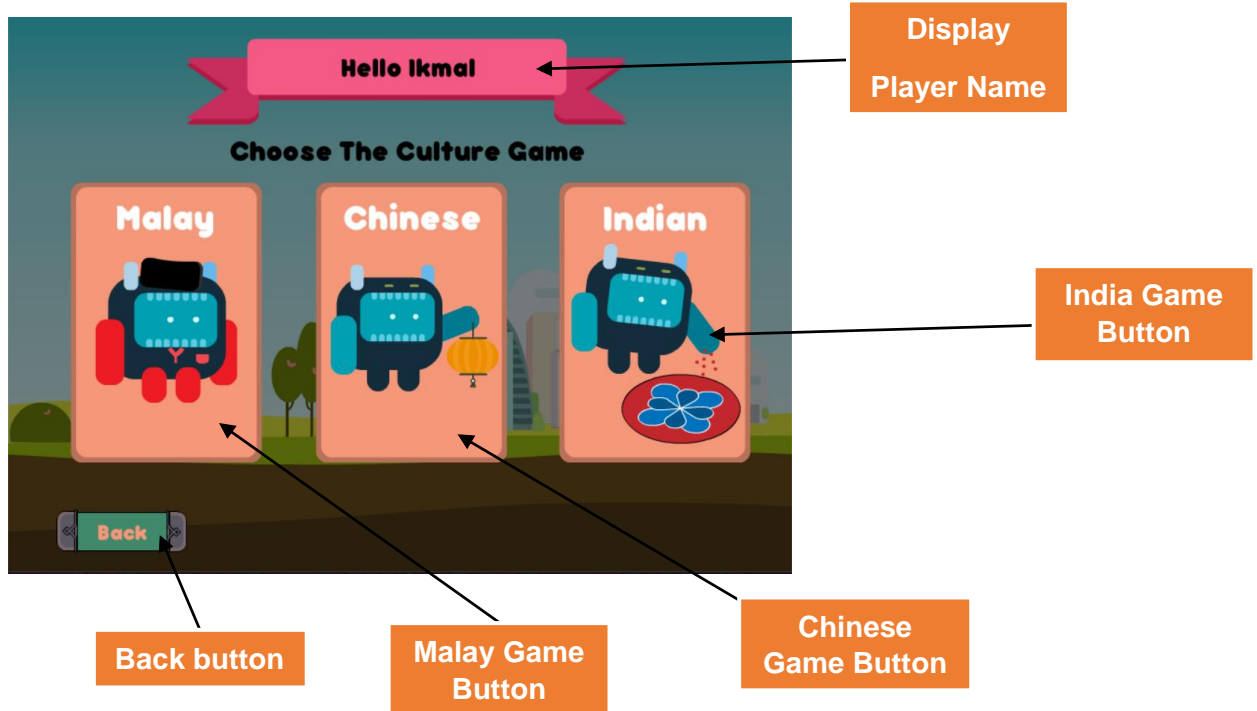 Display
Player Name
Hello Ikmal
Choose The Culture Game
Malay
Chinese
Indian
India Game
Button
Back
Back button
Malay Game
Button
Chinese
Game Button